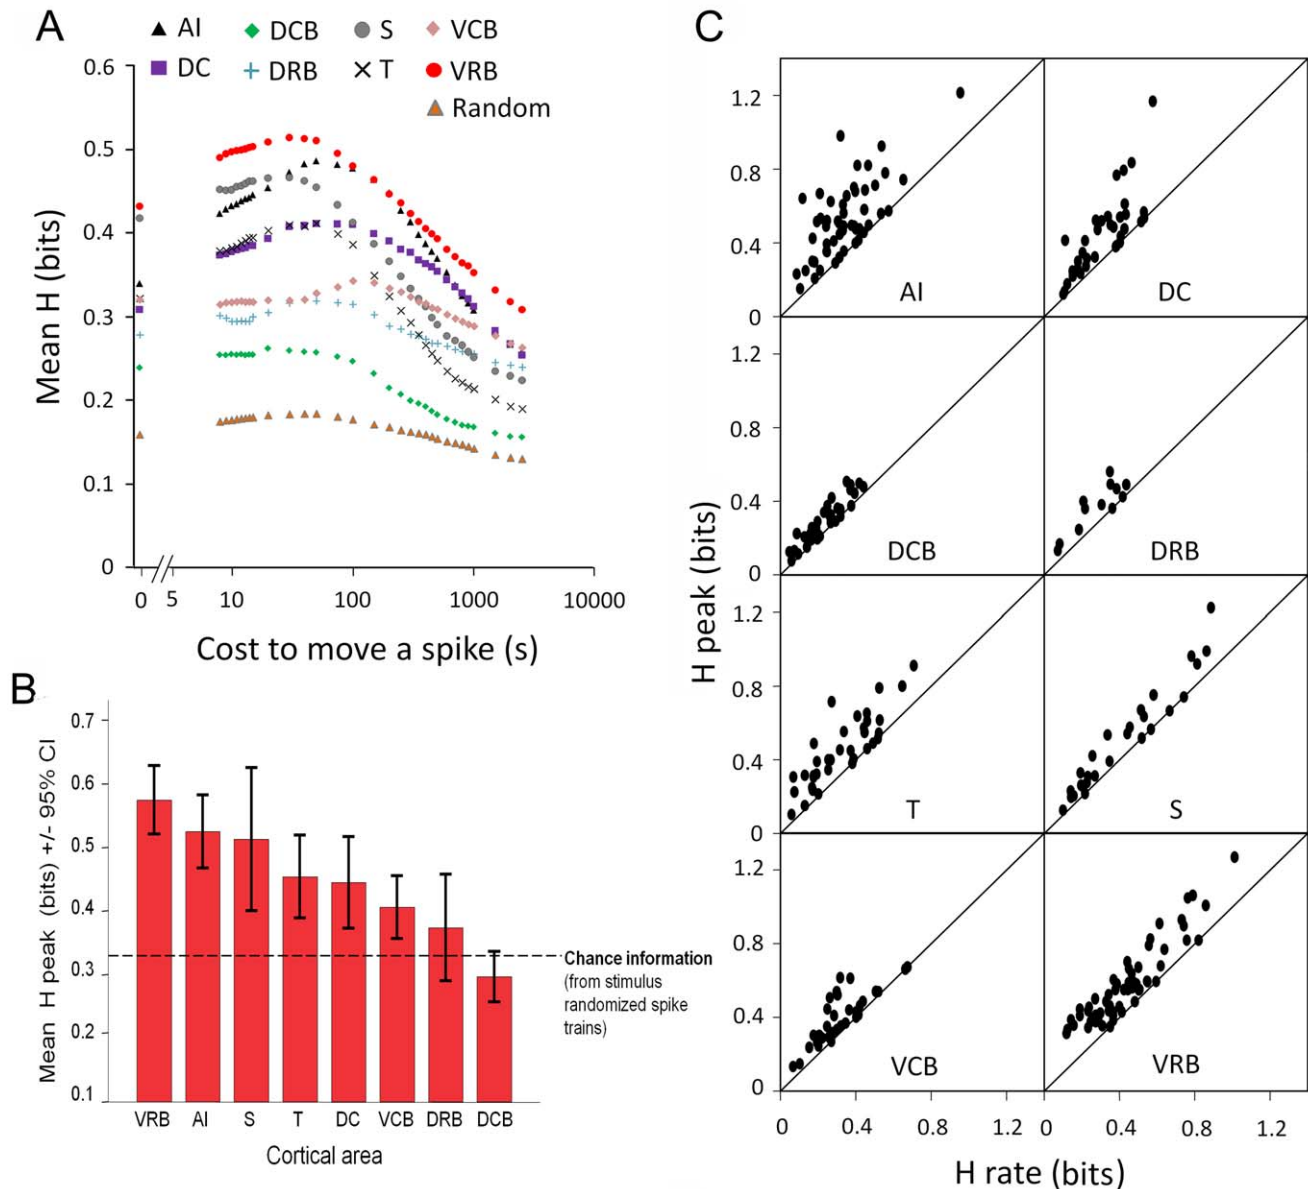 A
AI
DCB
S
VCB
DC
DRB
T
VRB
Random
0.6
0.5
0.4
0.3
0.2
0.1
0
Mean H (bits)
0 5 10 100 1000 10000
Cost to move a spike (s)
B
0.7
0.6
0.5
0.4
0.3
0.2
0.1
Mean H peak (bits) +/- 95% CI
Chance information
(from stimulus
randomized spike
trains)
VRB AI S T DC VCB DRB DCB
Cortical area
C
1.2
0.8
0.4
0
AI
DC
1.2
0.8
0.4
0
DCB
DRB
H peak (bits)
1.2
0.8
0.4
0
T
S
1.2
0.8
0.4
0
VCB
VRB
0 0.4 0.8 1.2 0 0.4 0.8 1.2
H rate (bits)